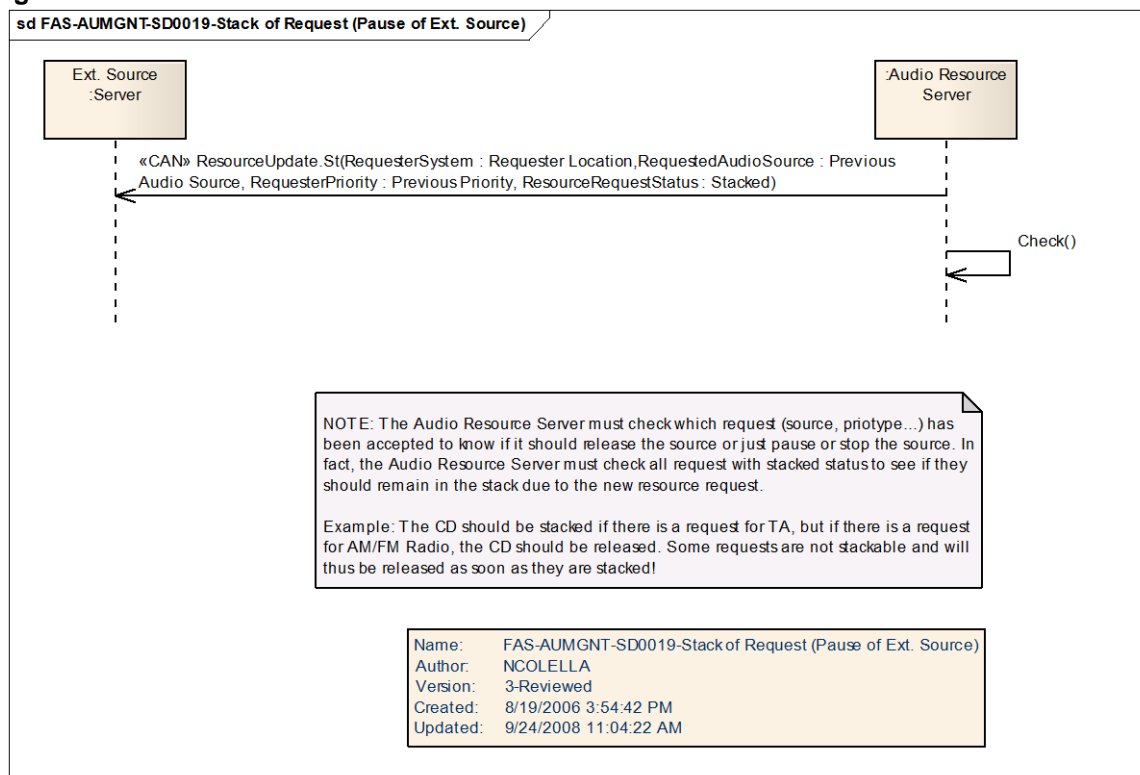 sd FAS-AUMGNT-SD0019-Stack of Request (Pause of Ext. Source)
Ext. Source
:Server
:Audio Resource
Server
«CAN» ResourceUpdate.St(RequesterSystem : Requester Location,RequestedAudioSource : Previous
Audio Source, RequesterPriority : Previous Priority, ResourceRequestStatus : Stacked)
Check()
NOTE: The Audio Resource Server must check which request (source, priotype...) has
been accepted to know if it should release the source or just pause or stop the source. In
fact, the Audio Resource Server must check all request with stacked status to see if they
should remain in the stack due to the new resource request.
Example: The CD should be stacked if there is a request for TA, but if there is a request
for AM/FM Radio, the CD should be released. Some requests are not stackable and will
thus be released as soon as they are stacked!
Name: FAS-AUMGNT-SD0019-Stack of Request (Pause of Ext. Source)
Author: NCOLELLA
Version: 3-Reviewed
Created: 8/19/2006 3:54:42 PM
Updated: 9/24/2008 11:04:22 AM